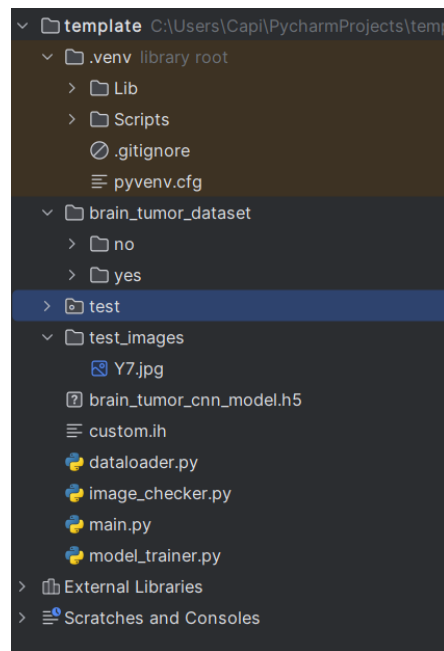 template C:\Users\Capi\PycharmProjects\temp
.venv library root
Lib
Scripts
.gitignore
pyvenv.cfg
brain_tumor_dataset
no
yes
test
test_images
Y7.jpg
brain_tumor_cnn_model.h5
custom.ih
dataloader.py
image_checker.py
main.py
model_trainer.py
External Libraries
Scratches and Consoles